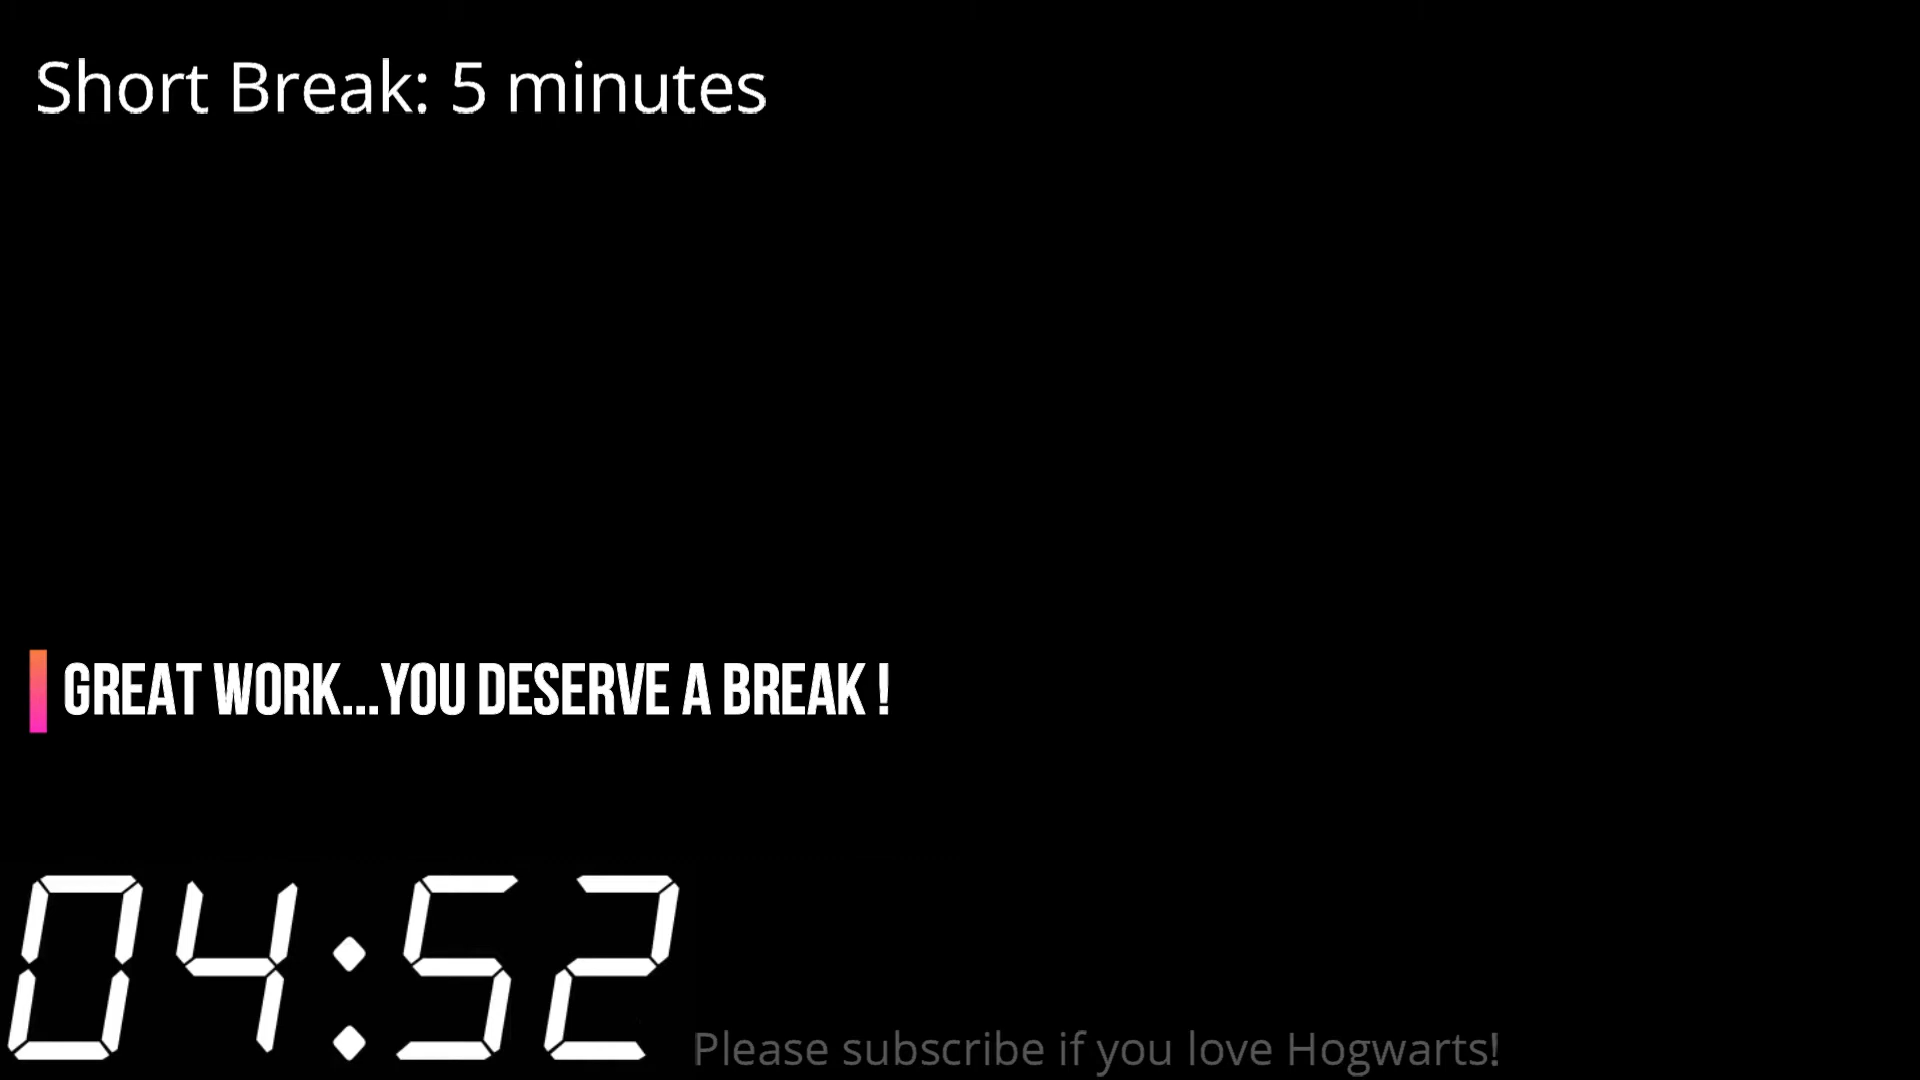 Short Break: 5 minutes
GREAT WORK...YOU DESERVE A BREAK !
04:52
Please subscribe if you love Hogwarts!